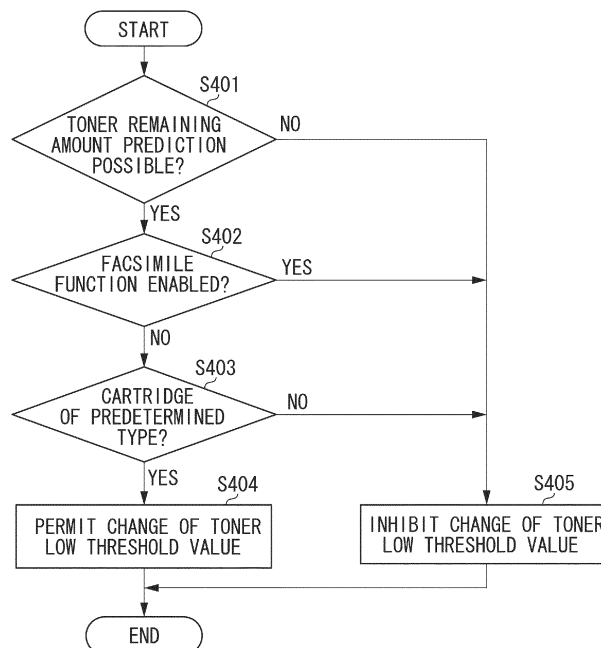 START
S401
TONER REMAINING
AMOUNT PREDICTION
POSSIBLE?
NO
YES
S402
FACSIMILE
FUNCTION ENABLED?
YES
NO
S403
CARTRIDGE
OF PREDETERMINED
TYPE?
NO
YES
S404
PERMIT CHANGE OF TONER
LOW THRESHOLD VALUE
S405
INHIBIT CHANGE OF TONER
LOW THRESHOLD VALUE
END